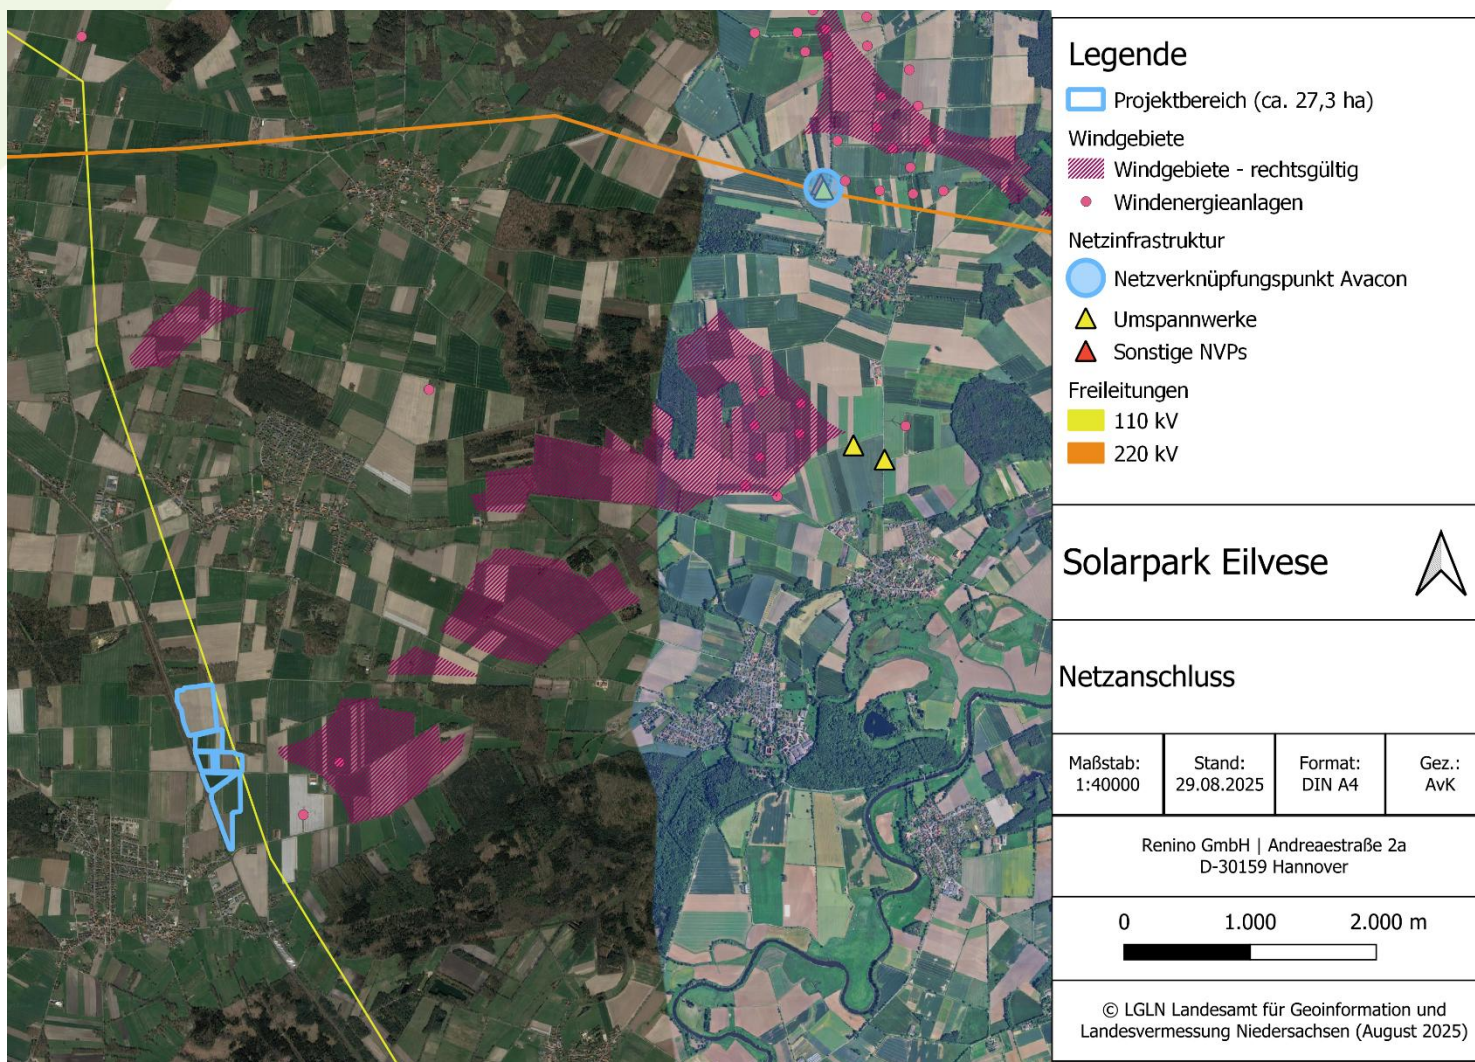 Legende
Projektbereich (ca. 27,3 ha)
Windgebiete
Windgebiete - rechtsgültig
Windenergieanlagen
Netzinfrastruktur
Netzverknüpfungspunkt Avacon
Umspannwerke
Sonstige NVPs
Freileitungen
110 kV
220 kV
Solarpark Eilvese
Netzanschluss
Maßstab:
1:40000
Stand:
29.08.2025
Format:
DIN A4
Gez.:
AvK
Renino GmbH | Andreaestraße 2a
D-30159 Hannover
0 1.000 2.000 m
© LGLN Landesamt für Geoinformation und
Landesvermessung Niedersachsen (August 2025)